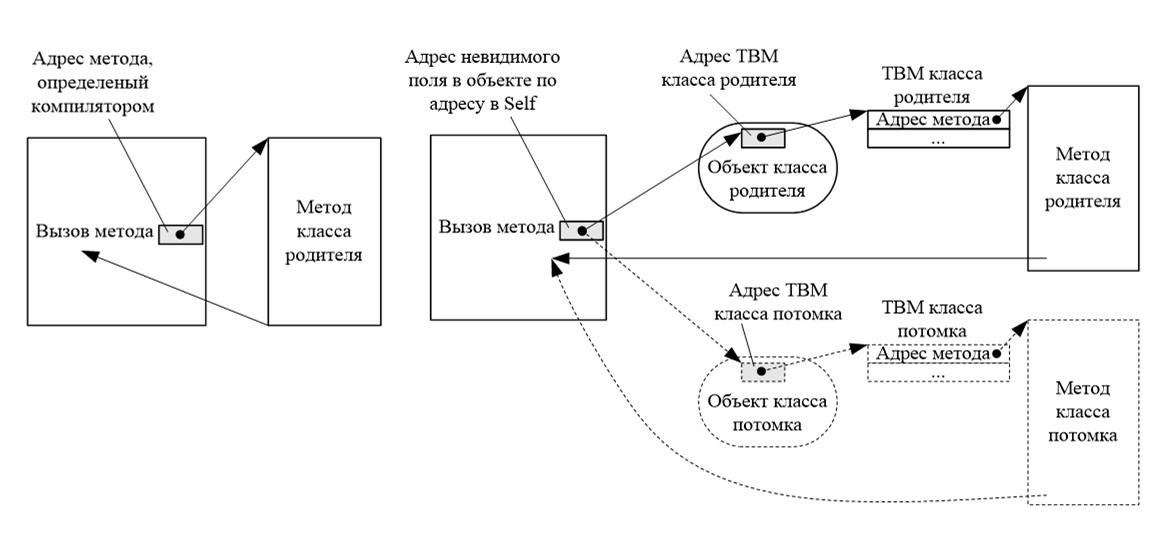 Адрес метода,
определеный
компилятором
Вызов метода
Метод
класса
родителя
Адрес невидимого
поля в объекте по
адресу в Self
Вызов метода
Адрес ТВМ
класса родителя
Объект класса
родителя
ТВМ класса
родителя
Адрес метода
...
Метод
класса
родителя
Адрес ТВМ
класса потомка
Объект класса
потомка
ТВМ класса
потомка
Адрес метода
...
Метод
класса
потомка